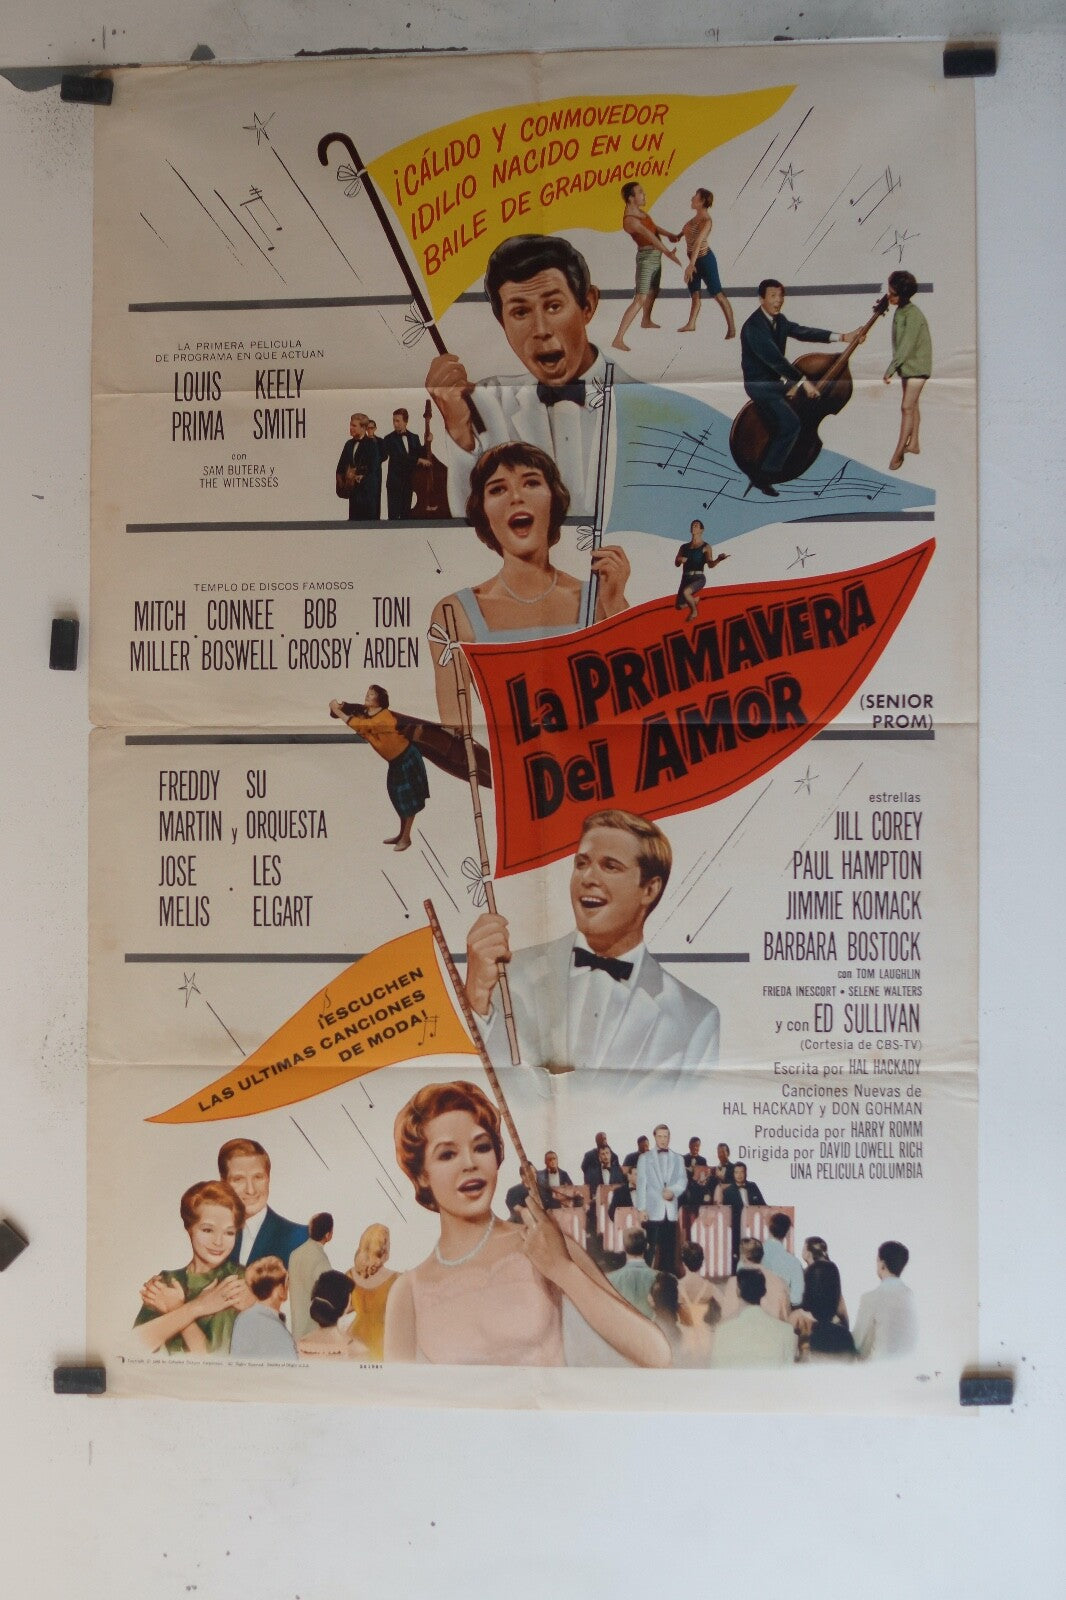 ¡CÁLIDO Y CONMOVEDOR
IDILIO NACIDO EN UN
BAILE DE GRADUACIÓN!
LA PRIMERA PELICULA
DE PROGRAMA EN QUE ACTUAN
LOUIS KEELY
PRIMA SMITH
con
SAM BUTERA y
THE WITNESSES
TEMPLO DE DISCOS FAMOSOS
MITCH CONNEE BOB TONI
MILLER . BOSWELL . CROSBY . ARDEN
LA PRIMAVERA
DEL AMOR
(SENIOR
PROM)
FREDDY SU
MARTIN y ORQUESTA
JOSE LES
MELIS . ELGART
estrellas
JILL COREY
PAUL HAMPTON
JIMMIE KOMACK
BARBARA BOSTOCK
con TOM LAUGHLIN
FRIEDA INESCORT • SELENE WALTERS
y con ED SULLIVAN
(Cortesia de CBS-TV)
Escrita por HAL HACKADY
Canciones Nuevas de
HAL HACKADY y DON GOHMAN
Producida por HARRY ROMM
Dirigida por DAVID LOWELL RICH
UNA PELICULA COLUMBIA
¡ESCUCHEN
LAS ULTIMAS CANCIONES
DE MODA!